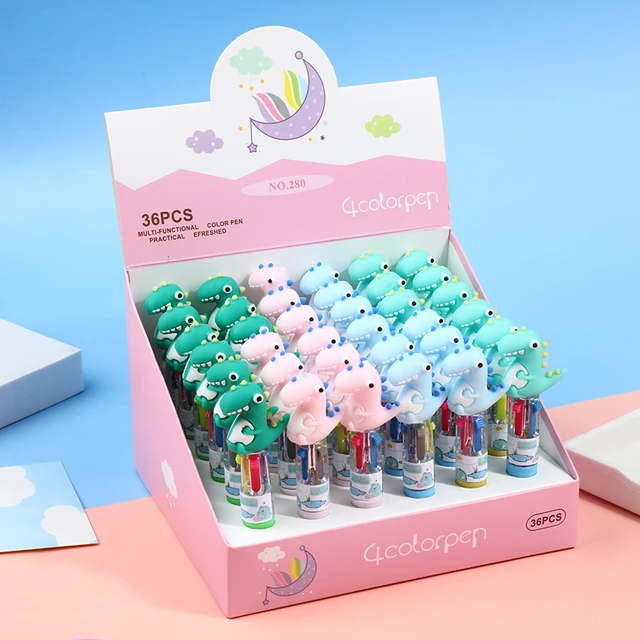 NO.280
36PCS
MULTI-FUNCTIONAL COLOR PEN
PRACTICAL EFRESHED
4colorpen
36PCS
4colorpen